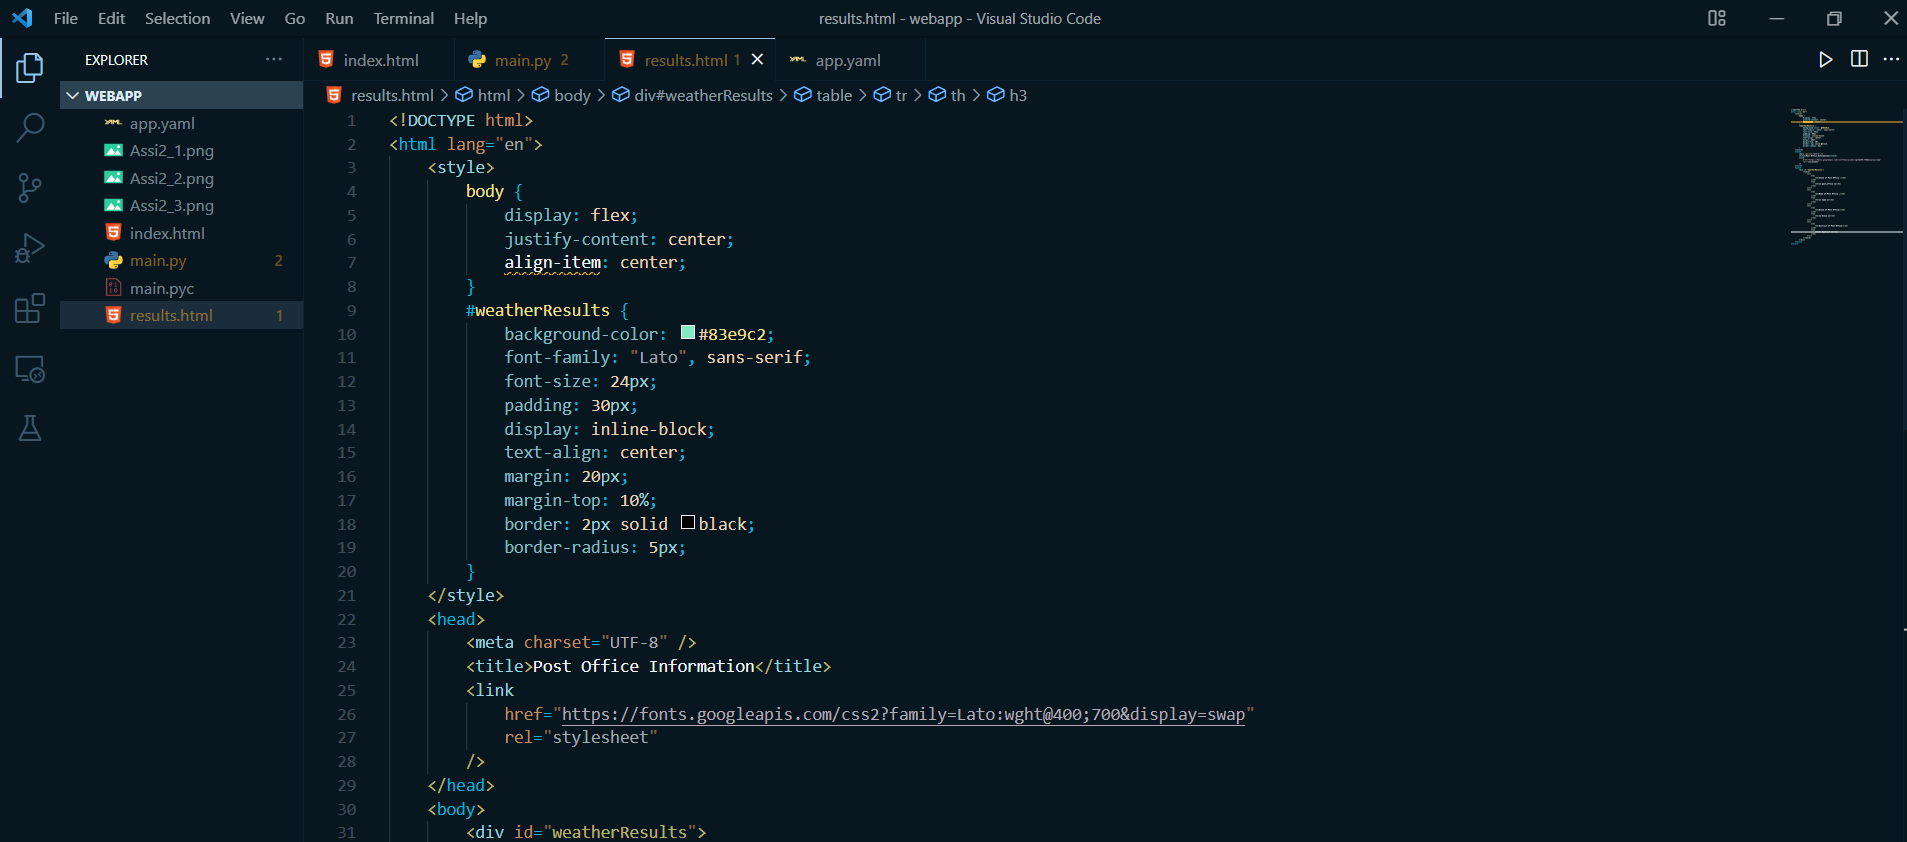 File Edit Selection View Go Run Terminal Help
results.html - webapp - Visual Studio Code
EXPLORER
WEBAPP
app.yaml
Assi2_1.png
Assi2_2.png
Assi2_3.png
index.html
main.py 2
main.pyc
results.html 1
index.html main.py 2 results.html 1 app.yaml
results.html > html > body > div#weatherResults > table > tr > th > h3
1 <!DOCTYPE html>
2 <html lang="en">
3 <style>
4 body {
5 display: flex;
6 justify-content: center;
7 align-item: center;
8 }
9 #weatherResults {
10 background-color: #83e9c2;
11 font-family: "Lato", sans-serif;
12 font-size: 24px;
13 padding: 30px;
14 display: inline-block;
15 text-align: center;
16 margin: 20px;
17 margin-top: 10%;
18 border: 2px solid black;
19 border-radius: 5px;
20 }
21 </style>
22 <head>
23 <meta charset="UTF-8" />
24 <title>Post Office Information</title>
25 <link
26 href="https://fonts.googleapis.com/css2?family=Lato:wght@400;700&display=swap"
27 rel="stylesheet"
28 />
29 </head>
30 <body>
31 <div id="weatherResults">